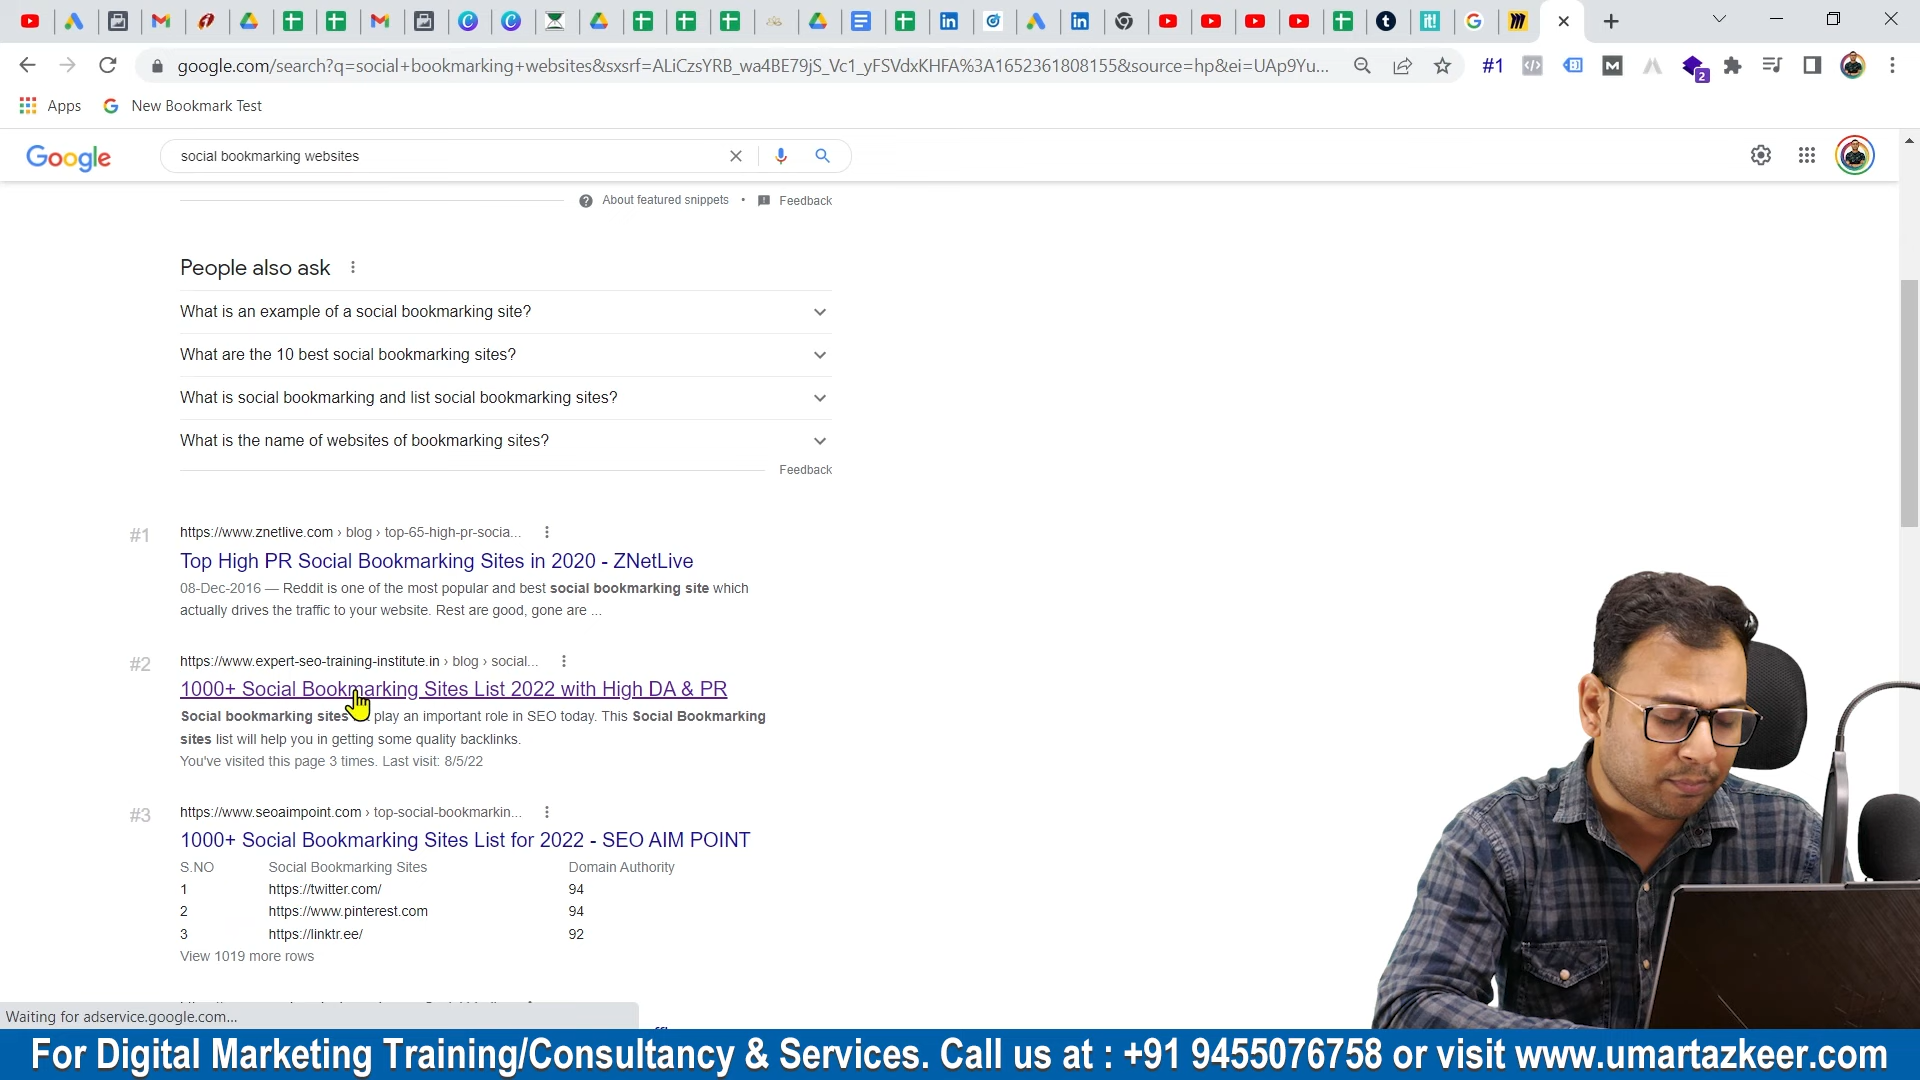 google.com/search?q=social+bookmarking+websites&sxsrf=ALiCzsYRB_wa4BE79jS_Vc1_yFSVdxKHFA%3A1652361808155&source=hp&ei=UAp9Yu...
#1
2
Apps
New Bookmark Test
Google
social bookmarking websites
About featured snippets • Feedback
People also ask
What is an example of a social bookmarking site?
What are the 10 best social bookmarking sites?
What is social bookmarking and list social bookmarking sites?
What is the name of websites of bookmarking sites?
Feedback
#1
https://www.znetlive.com › blog › top-65-high-pr-socia...
Top High PR Social Bookmarking Sites in 2020 - ZNetLive
08-Dec-2016 — Reddit is one of the most popular and best social bookmarking site which
actually drives the traffic to your website. Rest are good, gone are ...
#2
https://www.expert-seo-training-institute.in › blog › social...
1000+ Social Bookmarking Sites List 2022 with High DA & PR
Social bookmarking sites play an important role in SEO today. This Social Bookmarking
sites list will help you in getting some quality backlinks.
You've visited this page 3 times. Last visit: 8/5/22
#3
https://www.seoaimpoint.com › top-social-bookmarkin...
1000+ Social Bookmarking Sites List for 2022 - SEO AIM POINT
S.NO Social Bookmarking Sites Domain Authority
1 https://twitter.com/ 94
2 https://www.pinterest.com 94
3 https://linktr.ee/ 92
View 1019 more rows
Waiting for adservice.google.com...
For Digital Marketing Training/Consultancy & Services. Call us at : +91 9455076758 or visit www.umartazkeer.com